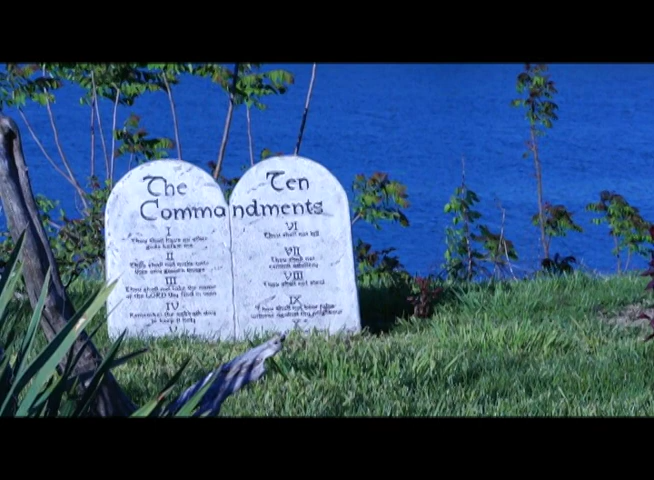 The Ten
Commandments
I
Thou shalt have no other
gods before me
II
Thou shalt not make unto
thee any graven image
III
Thou shalt not take the name
of the LORD thy God in vain
IV
Remember the sabbath day
to keep it holy
V
VI
Thou shalt not kill
VII
Thou shalt not
commit adultery
VIII
Thou shalt not steal
IX
Thou shalt not bear false
witness against thy neighbour